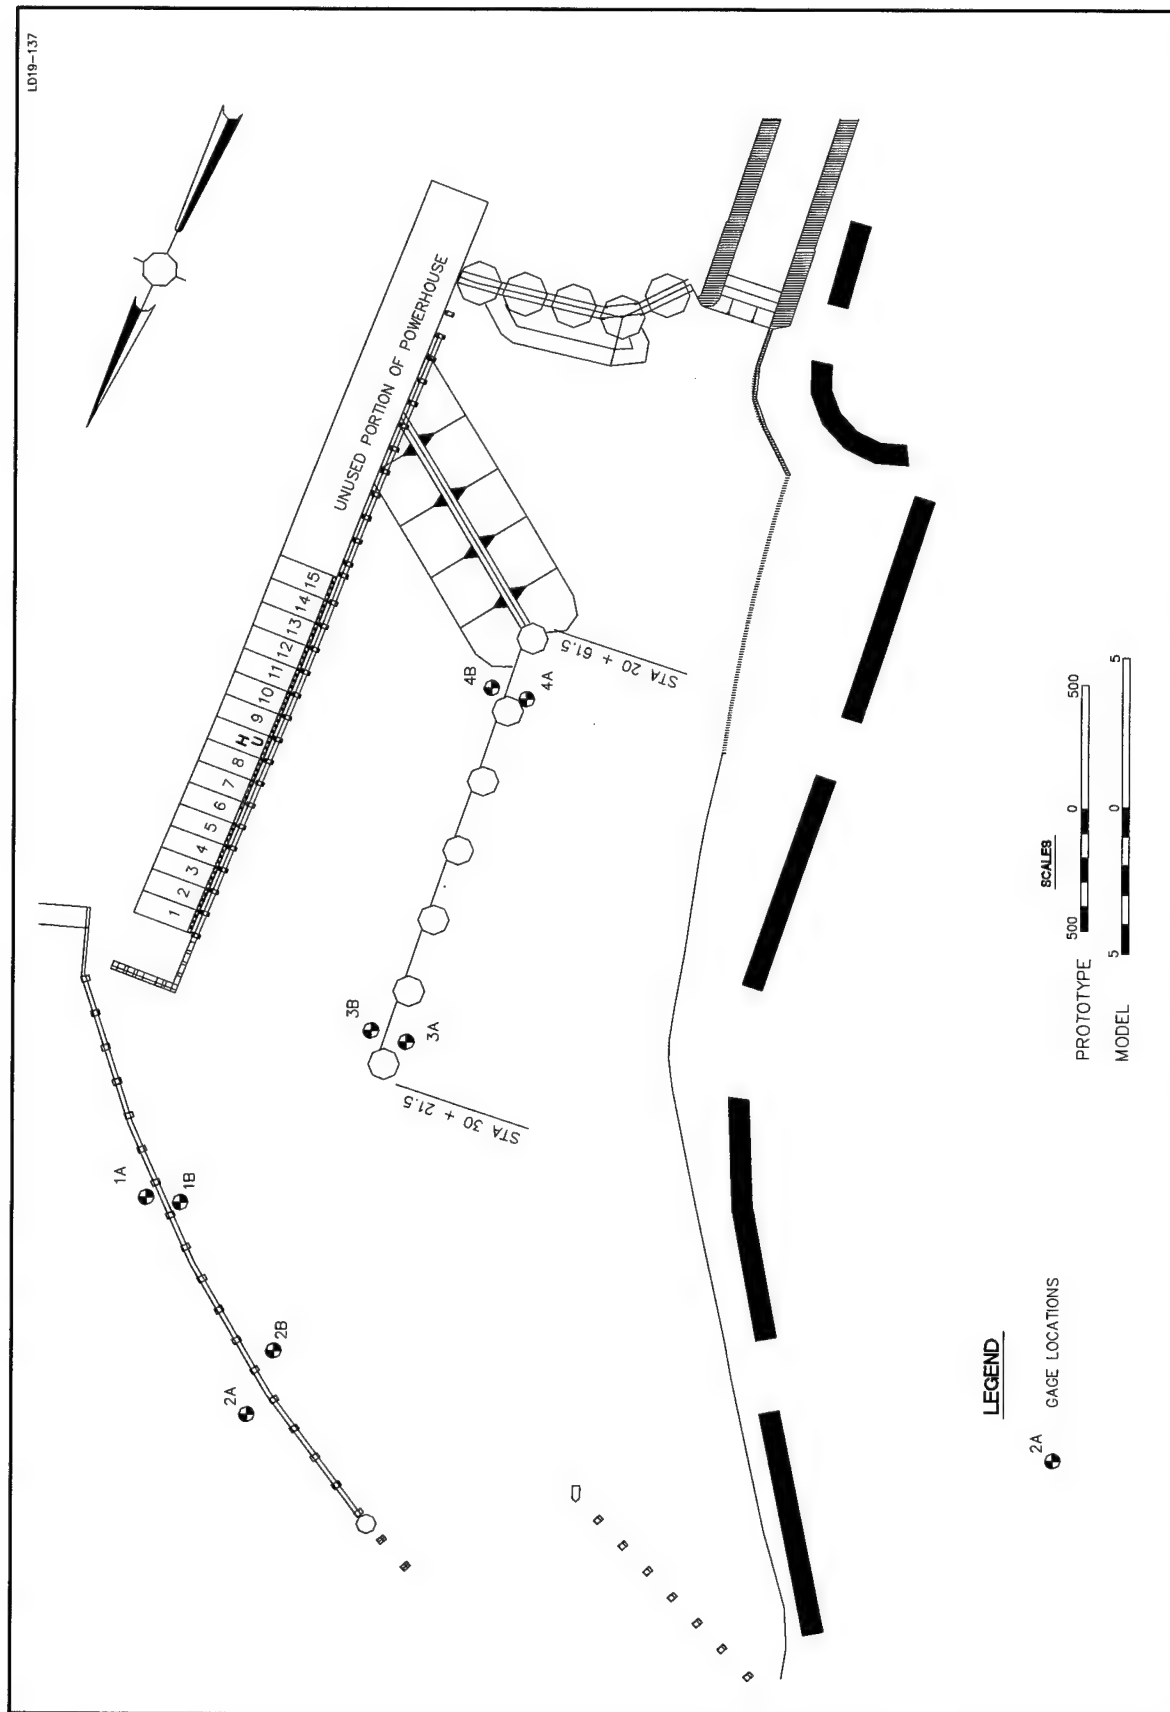 LD19-137
UNUSED PORTION OF POWERHOUSE
15
14
13
12
11
10
9
HU
8
7
6
5
4
3
2
1
4B
4A
STA 20 + 61.5
3B
3A
STA 30 + 21.5
1A
1B
2B
2A
SCALES
PROTOTYPE 500 0 500
MODEL 5 0 5
LEGEND
2A GAGE LOCATIONS